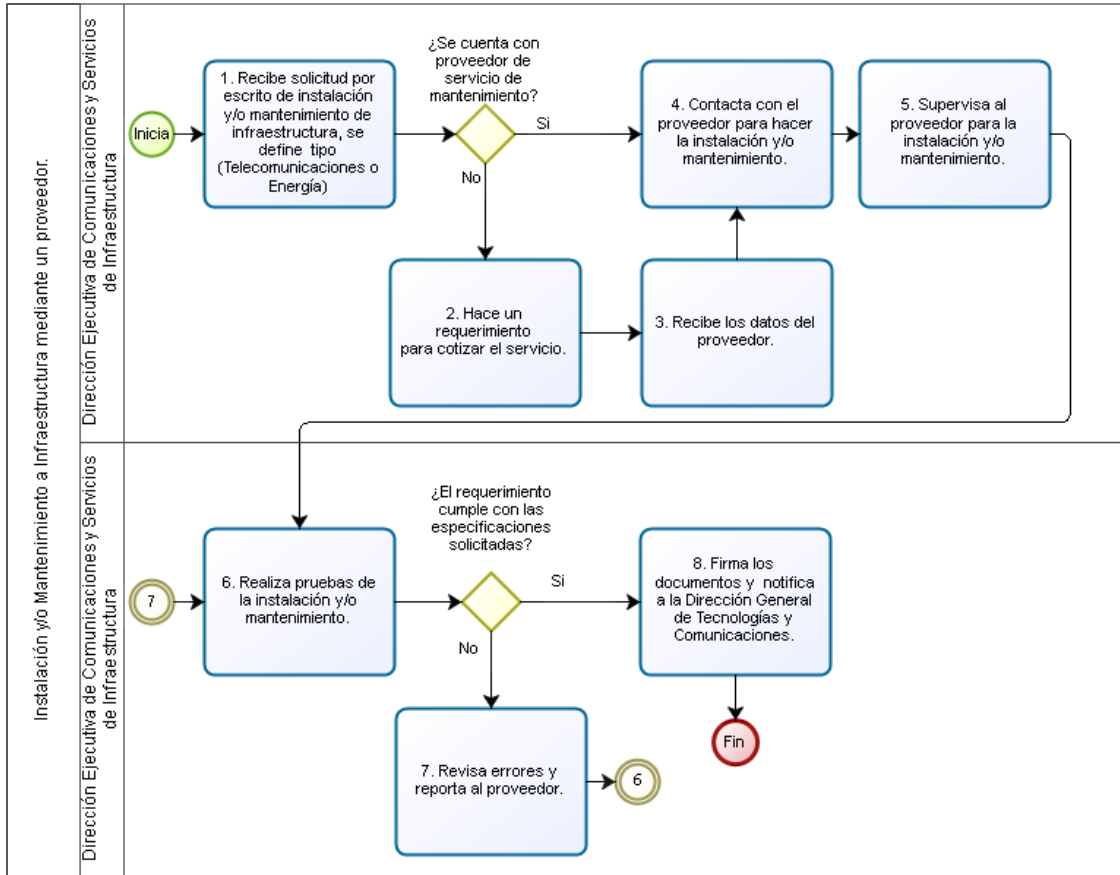 Instalación y/o Mantenimiento a Infraestructura mediante un proveedor.
Dirección Ejecutiva de Comunicaciones y Servicios
de Infraestructura
Inicia
1. Recibe solicitud por
escrito de instalación
y/o mantenimiento de
infraestructura, se
define tipo
(Telecomunicaciones o
Energía)
¿Se cuenta con
proveedor de
servicio de
mantenimiento?
Si
No
2. Hace un
requerimiento
para cotizar el servicio.
3. Recibe los datos del
proveedor.
4. Contacta con el
proveedor para hacer
la instalación y/o
mantenimiento.
5. Supervisa al
proveedor para la
instalación y/o
mantenimiento.
Dirección Ejecutiva de Comunicaciones y Servicios
de Infraestructura
7
6. Realiza pruebas de
la instalación y/o
mantenimiento.
¿El requerimiento
cumple con las
especificaciones
solicitadas?
Si
No
7. Revisa errores y
reporta al proveedor.
6
8. Firma los
documentos y notifica
a la Dirección General
de Tecnologías y
Comunicaciones.
Fin